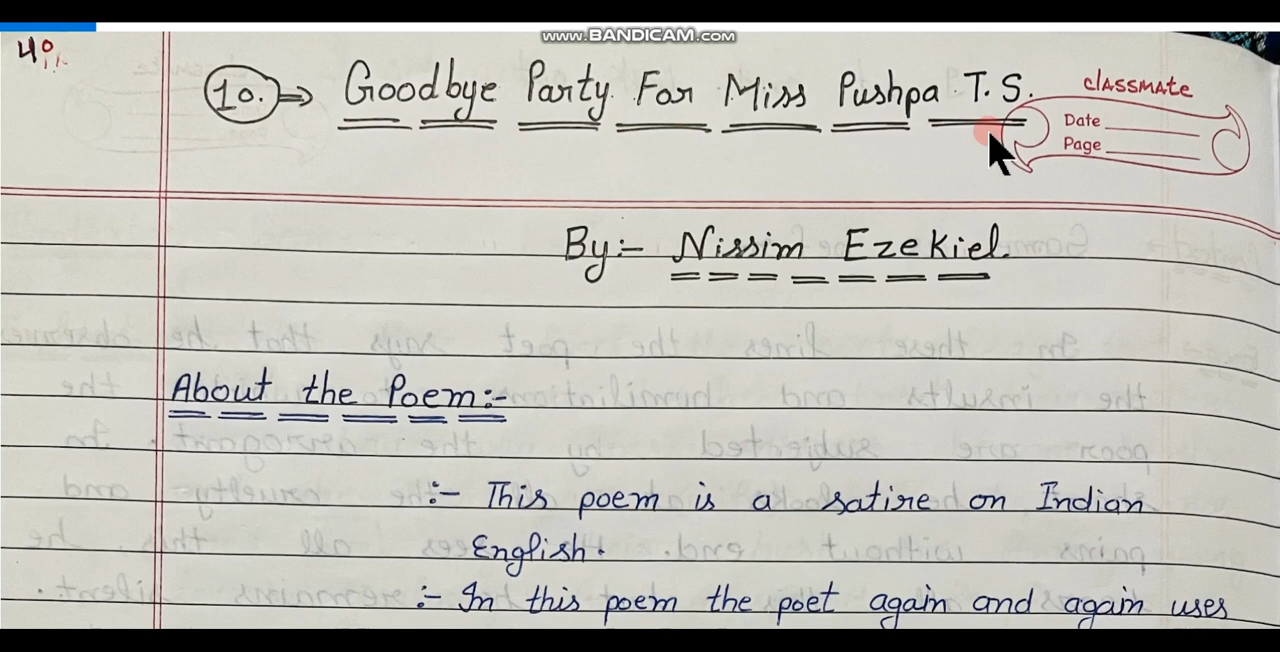 www.BANDICAM.com
40
10. ⇒ Goodbye Party For Miss Pushpa T.S.
classmate
Date
Page
By:- Nissim Ezekiel.
About the Poem:-
:- This poem is a satire on Indian
English.
:- In this poem the poet again and again uses